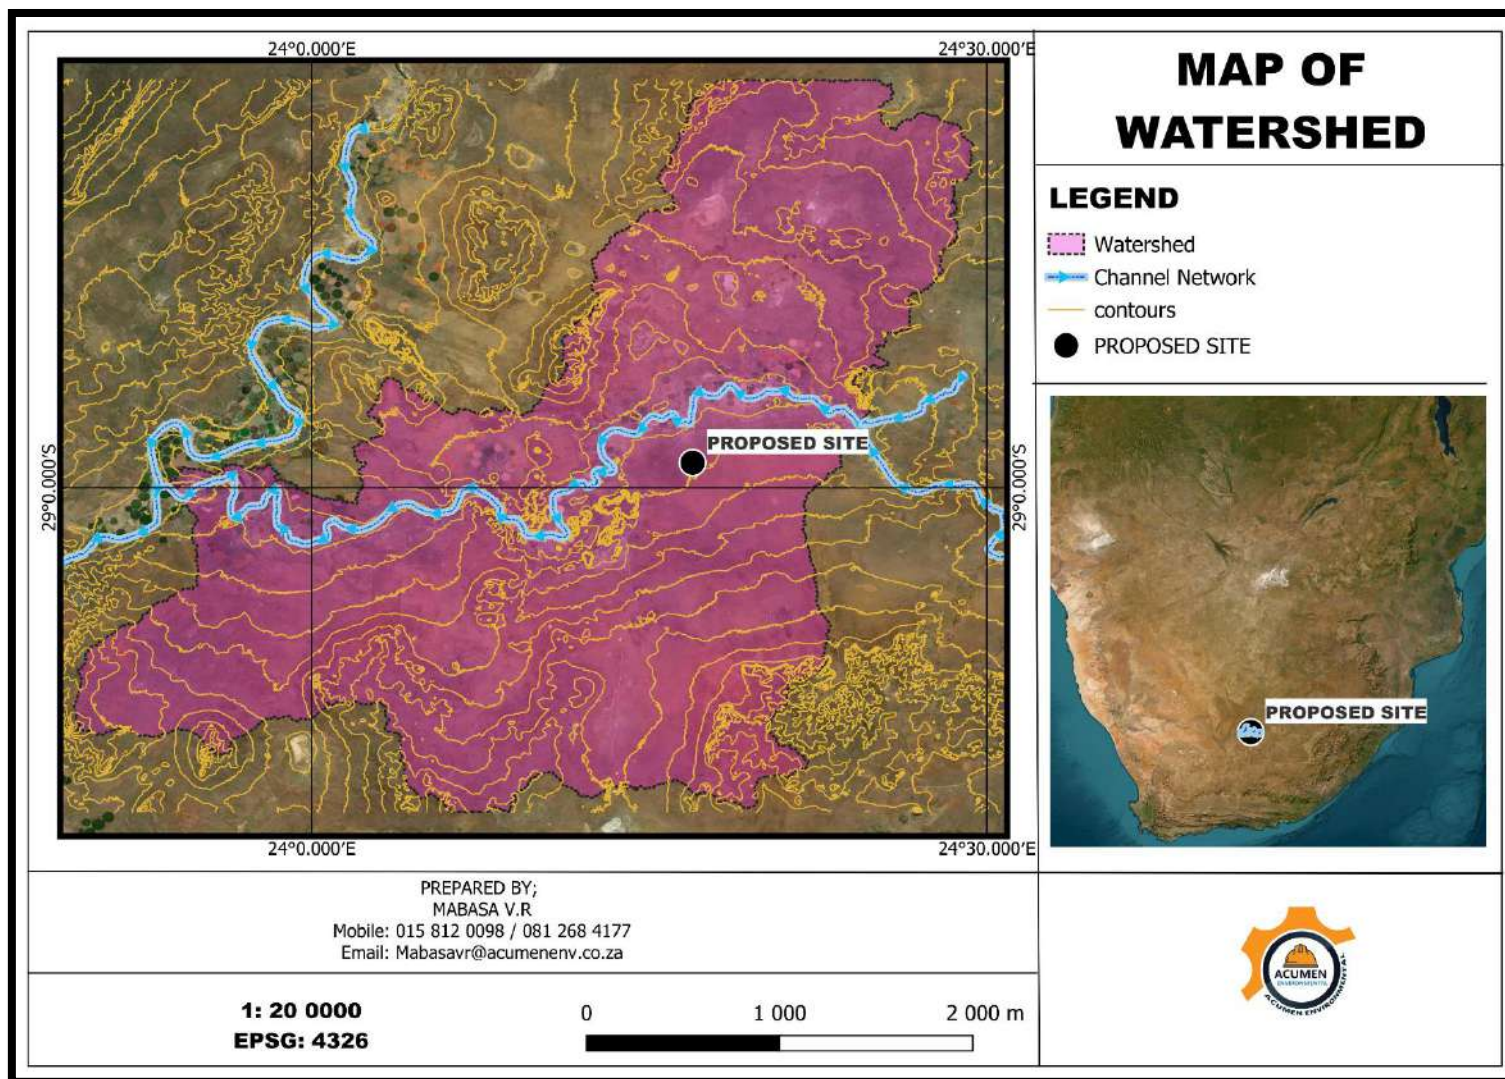 24°0.000'E
24°30.000'E
29°0.000'S
29°0.000'S
PROPOSED SITE
24°0.000'E
24°30.000'E
MAP OF
WATERSHED
LEGEND
Watershed
Channel Network
contours
PROPOSED SITE
PROPOSED SITE
PREPARED BY;
MABASA V.R
Mobile: 015 812 0098 / 081 268 4177
Email: Mabasavr@acumenenv.co.za
1: 20 0000
EPSG: 4326
0 1 000 2 000 m
ACUMEN
ENVIRONMENTAL
ACUMEN ENVIRONMENTAL